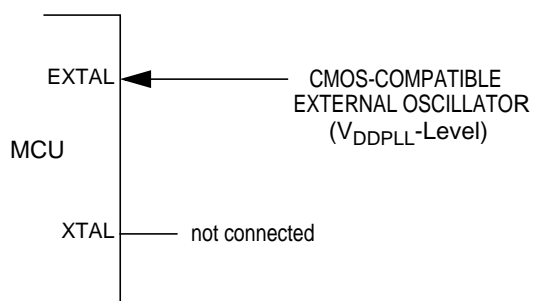 EXTAL
CMOS-COMPATIBLE
EXTERNAL OSCILLATOR
(VDDPLL-Level)
MCU
XTAL
not connected